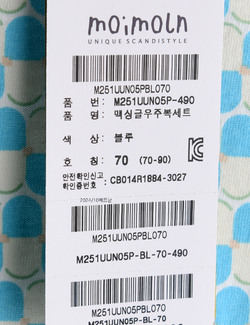 moimoln
UNIQUE SCANDISTYLE
M251UUN05PBL070
품 번: M251UUN05P-490
품 명: 맥싱글우주복세트
색 상: 블루
호 칭: 70 (70-90)
안전확인신고
확인증번호 : CB014R1884-3027
M251UUN05PBL070
M251UUN05P-BL-70-490
M251UUN05PBL070
M251UUN05P-BL-70